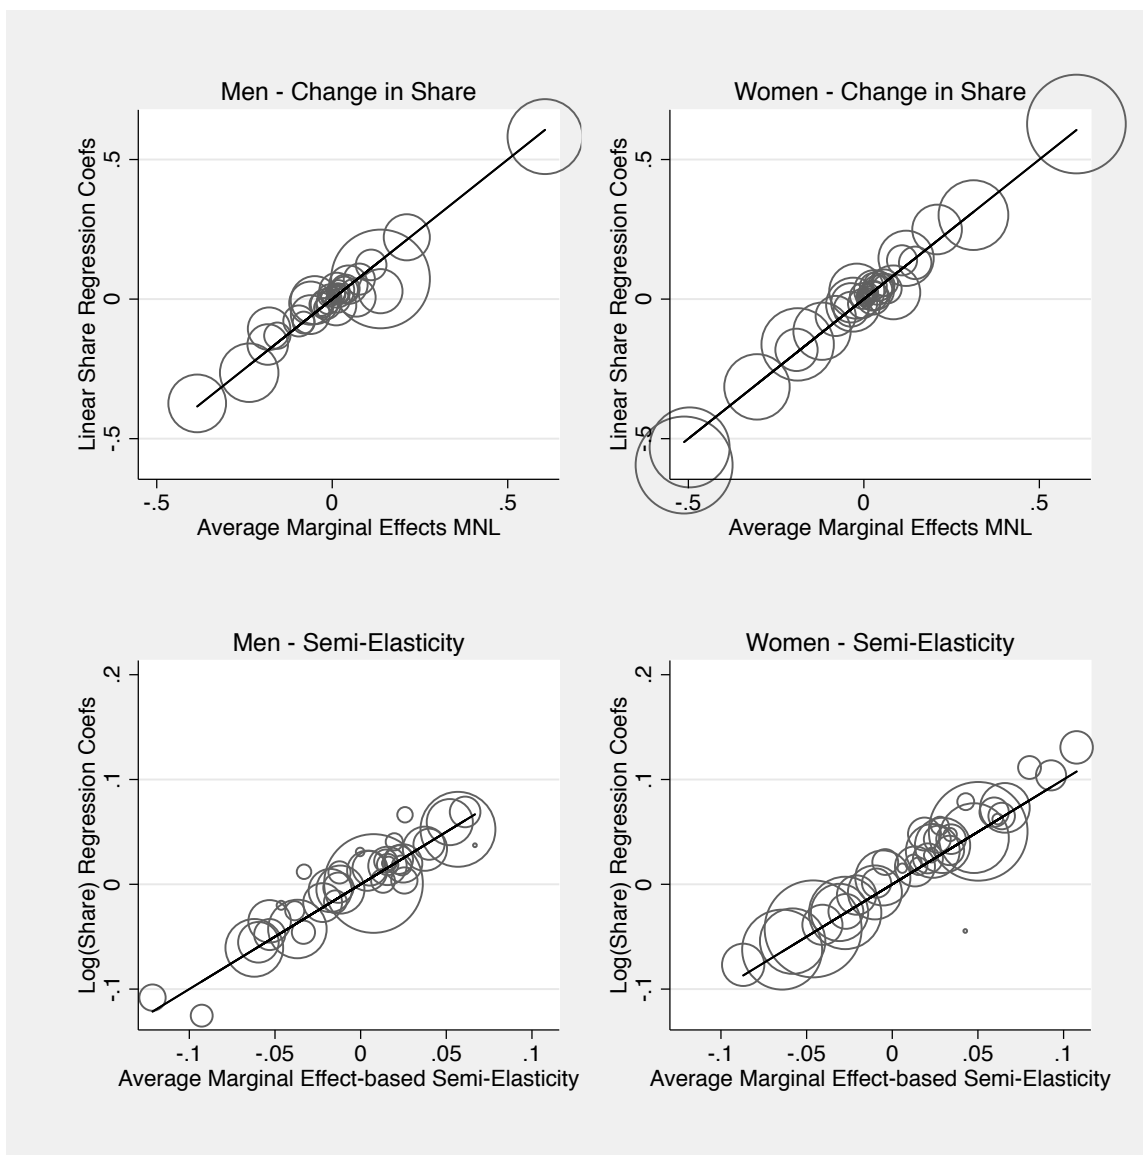 Men - Change in Share
Linear Share Regression Coefs
.5
0
-.5
-.5
0
.5
Average Marginal Effects MNL
Women - Change in Share
Linear Share Regression Coefs
.5
0
-.5
-.5
0
.5
Average Marginal Effects MNL
Men - Semi-Elasticity
Log(Share) Regression Coefs
.2
.1
0
-.1
-.1
-.05
0
.05
.1
Average Marginal Effect-based Semi-Elasticity
Women - Semi-Elasticity
Log(Share) Regression Coefs
.2
.1
0
-.1
-.1
-.05
0
.05
.1
Average Marginal Effect-based Semi-Elasticity